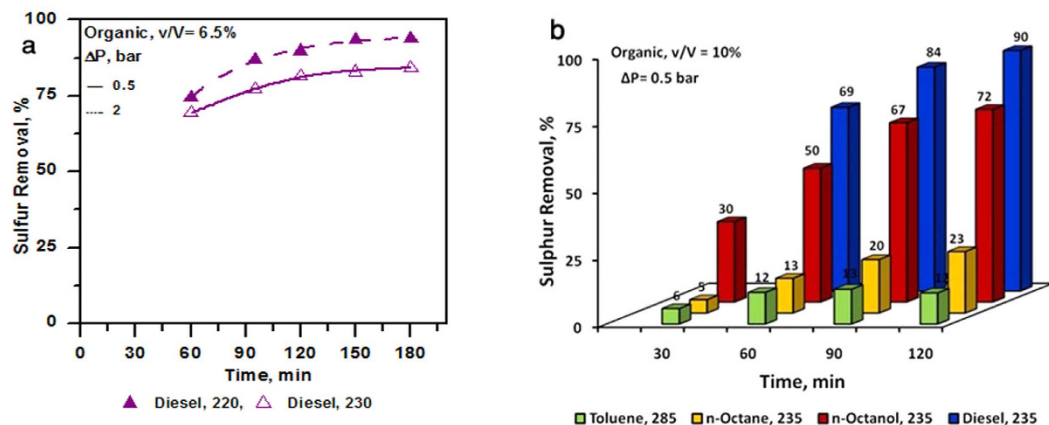 a
Organic, v/V= 6.5%
ΔP, bar
— 0.5
---- 2
Sulfur Removal, %
100
75
50
25
0
0 30 60 90 120 150 180
Time, min
Diesel, 220, Diesel, 230
b
Organic, v/V = 10%
ΔP= 0.5 bar
Sulphur Removal, %
100
75
50
25
0
6 5 30
12 13 50 69
13 20 67 84
12 23 72 90
30 60 90 120
Time, min
Toluene, 285 n-Octane, 235 n-Octanol, 235 Diesel, 235